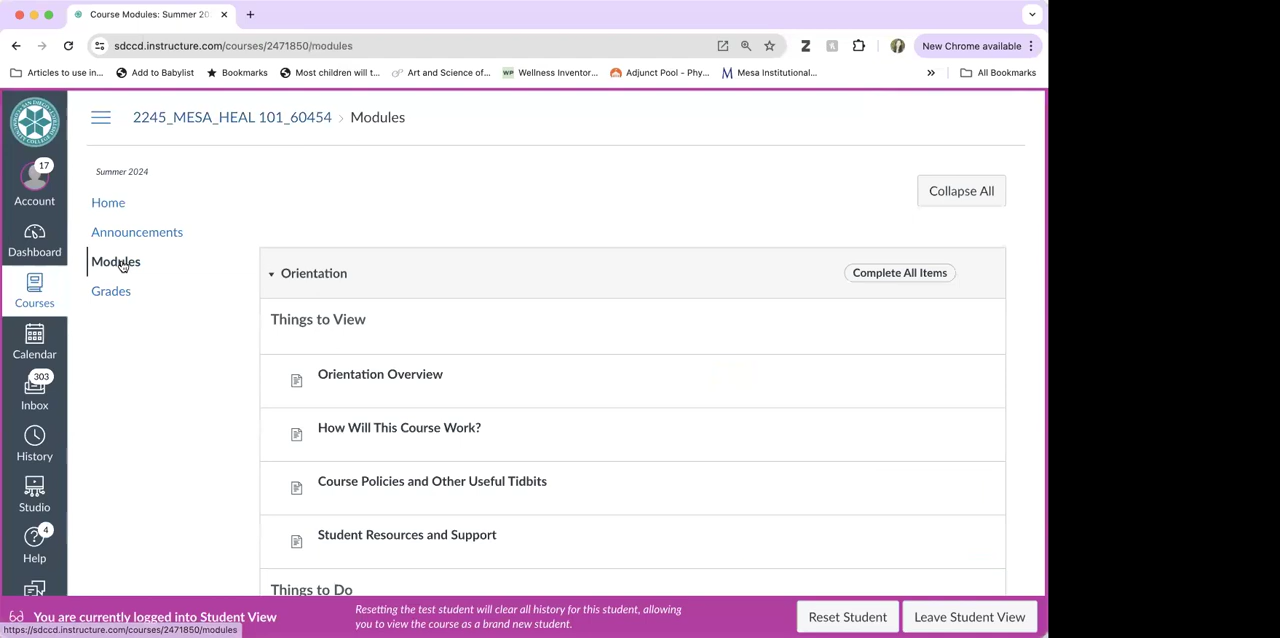 Course Modules: Summer 20
sdccd.instructure.com/courses/2471850/modules
New Chrome available
Articles to use in...
Add to Babylist
Bookmarks
Most children will t...
Art and Science of...
WP
Wellness Inventor...
Adjunct Pool - Phy...
Mesa Institutional...
All Bookmarks
2245_MESA_HEAL 101_60454 > Modules
17
Account
Dashboard
Courses
Calendar
303
Inbox
History
Studio
4
Help
Summer 2024
Home
Announcements
Modules
Grades
Collapse All
Orientation
Complete All Items
Things to View
Orientation Overview
How Will This Course Work?
Course Policies and Other Useful Tidbits
Student Resources and Support
Things to Do
You are currently logged into Student View
Resetting the test student will clear all history for this student, allowing
you to view the course as a brand new student.
Reset Student
Leave Student View
https://sdccd.instructure.com/courses/2471850/modules